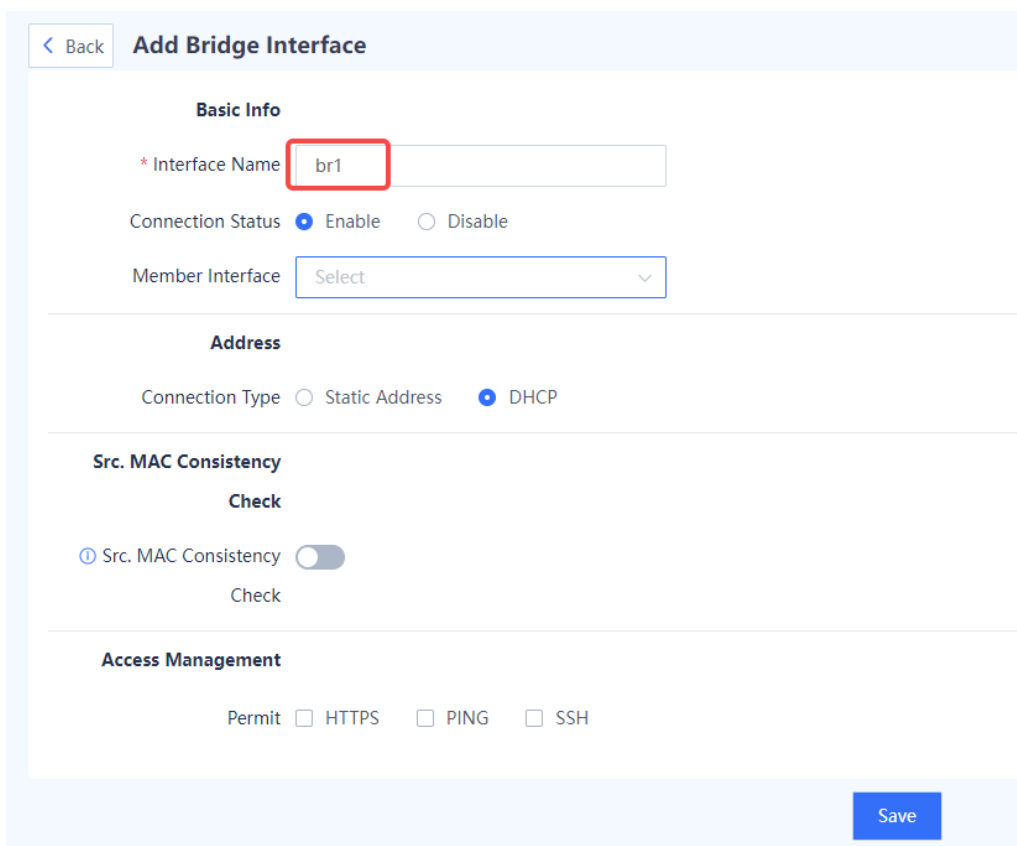 Back Add Bridge Interface
Basic Info
* Interface Name br1
Connection Status Enable Disable
Member Interface Select
Address
Connection Type Static Address DHCP
Src. MAC Consistency
Check
Src. MAC Consistency
Check
Access Management
Permit HTTPS PING SSH
Save